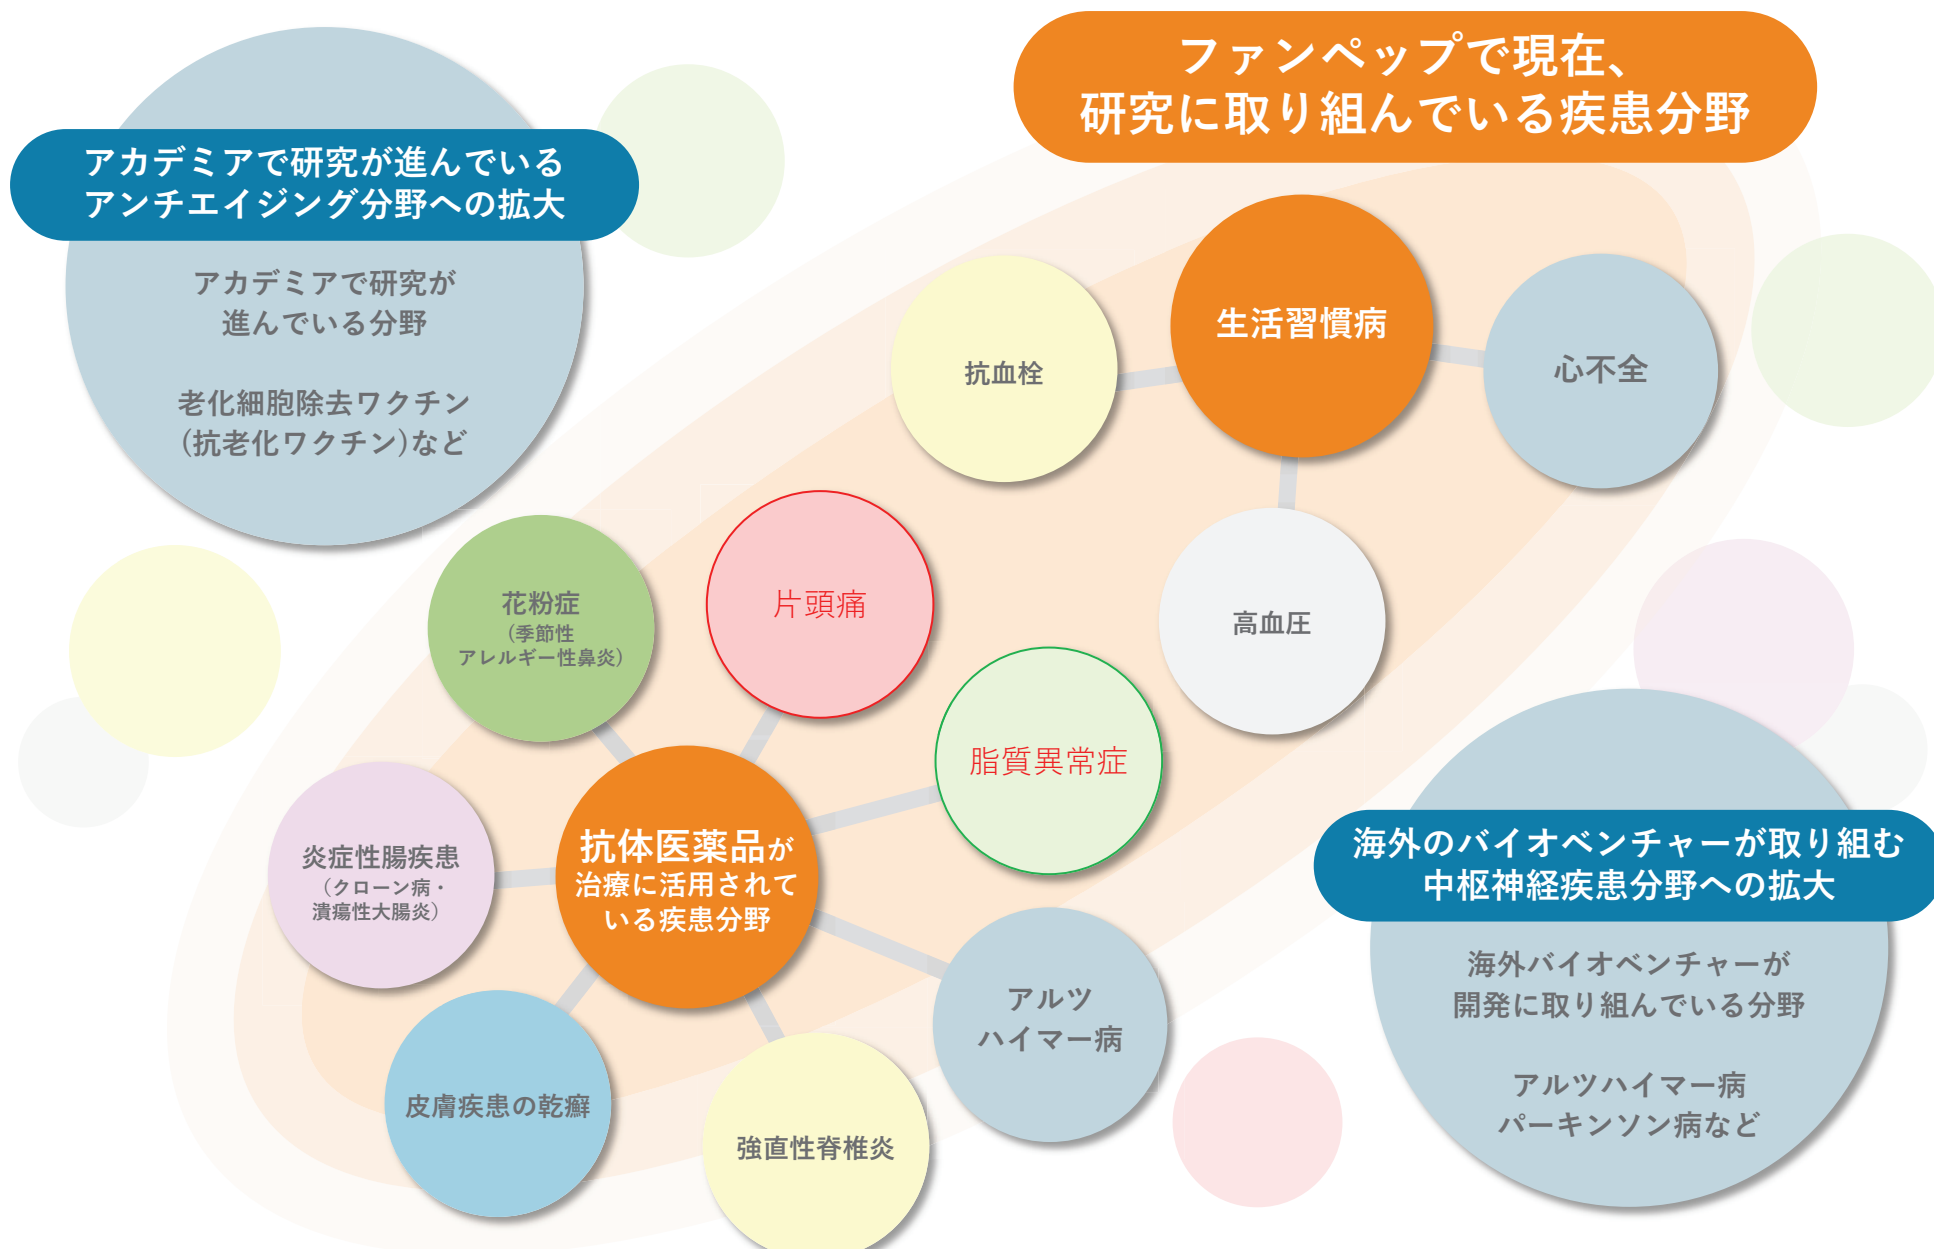 ファンペップで現在、
研究に取り組んでいる疾患分野
アカデミアで研究が進んでいる
アンチエイジング分野への拡大
アカデミアで研究が
進んでいる分野
老化細胞除去ワクチン
(抗老化ワクチン)など
生活習慣病
抗血栓
心不全
高血圧
片頭痛
花粉症
(季節性
アレルギー性鼻炎)
脂質異常症
炎症性腸疾患
(クローン病・
潰瘍性大腸炎)
抗体医薬品が
治療に活用されて
いる疾患分野
アルツ
ハイマー病
皮膚疾患の乾癬
強直性脊椎炎
海外のバイオベンチャーが取り組む
中枢神経疾患分野への拡大
海外バイオベンチャーが
開発に取り組んでいる分野
アルツハイマー病
パーキンソン病など